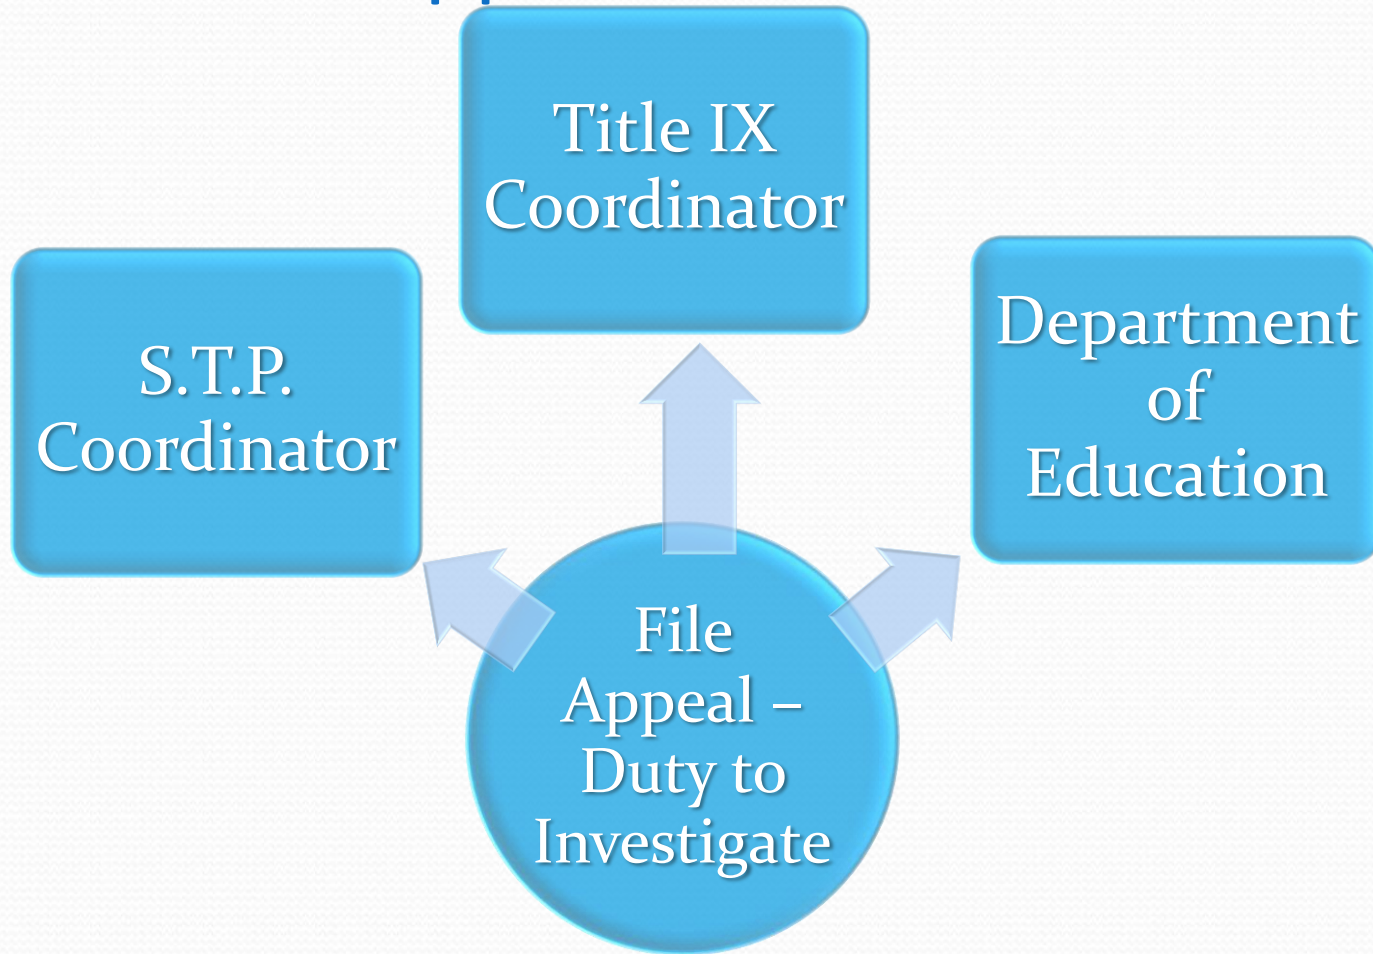 Title IX
Coordinator
S.T.P.
Coordinator
Department
of
Education
File
Appeal –
Duty to
Investigate